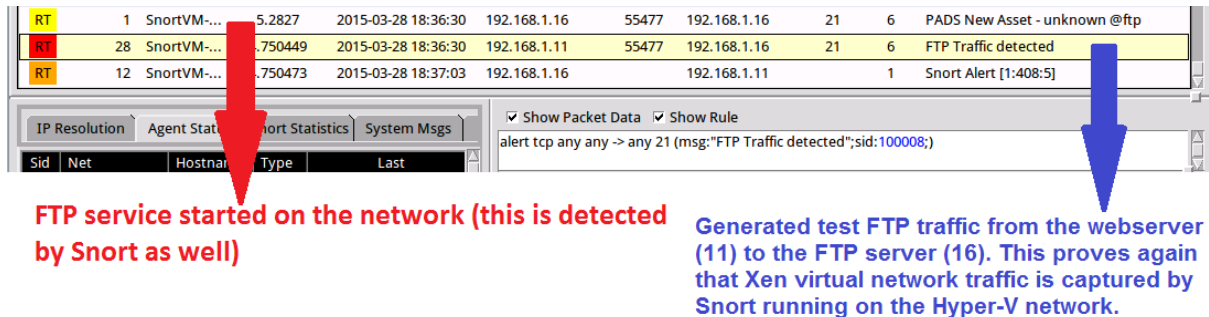 RT 1 SnortVM-... 5.2827 2015-03-28 18:36:30 192.168.1.16 55477 192.168.1.16 21 6 PADS New Asset - unknown @ftp
RT 28 SnortVM-... .750449 2015-03-28 18:36:30 192.168.1.11 55477 192.168.1.16 21 6 FTP Traffic detected
RT 12 SnortVM-... .750473 2015-03-28 18:37:03 192.168.1.16 192.168.1.11 1 Snort Alert [1:408:5]
IP Resolution Agent Stat ort Statistics System Msgs
Show Packet Data Show Rule
alert tcp any any -> any 21 (msg:"FTP Traffic detected";sid:100008;)
Sid Net Hostna Type Last
FTP service started on the network (this is detected
by Snort as well)
Generated test FTP traffic from the webserver
(11) to the FTP server (16). This proves again
that Xen virtual network traffic is captured by
Snort running on the Hyper-V network.